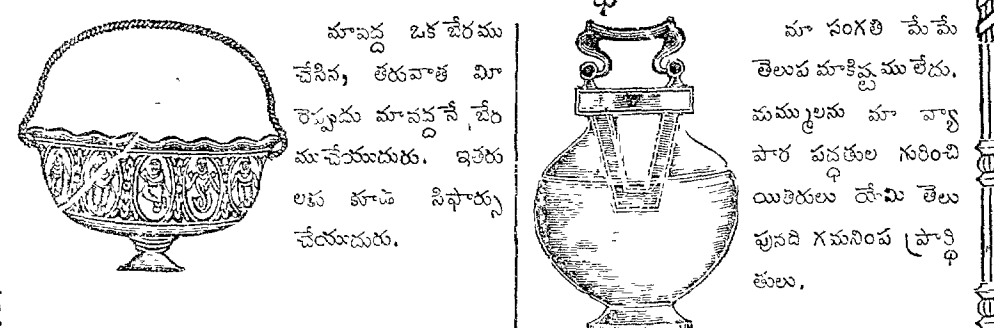 మావద్ద ఒక బేరము
చేసిన, తరువాత మీ
రెప్పుడు మావద్దనే బేర
ముచేయుదురు. ఇతరు
లకు కూడ సిఫార్సు
చేయుదురు.
మా సంగతి మేమే
తెలుప మాకిష్టములేదు.
మమ్ములను మా వ్యా
పార పద్ధతుల గురించి
యితరులు యేమి తెలు
పునది గమనింప ప్రార్థి
తులు.